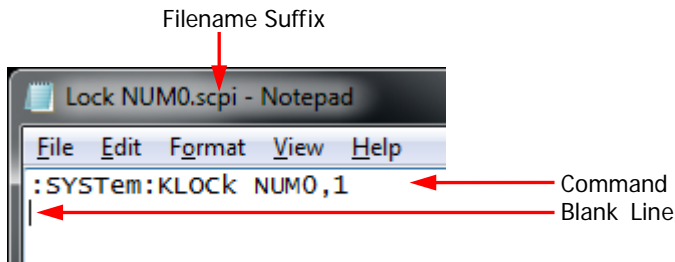 Filename Suffix
Lock NUM0.scpi - Notepad
File Edit Format View Help
:SYSTem:KLOCk NUM0,1
Command
Blank Line